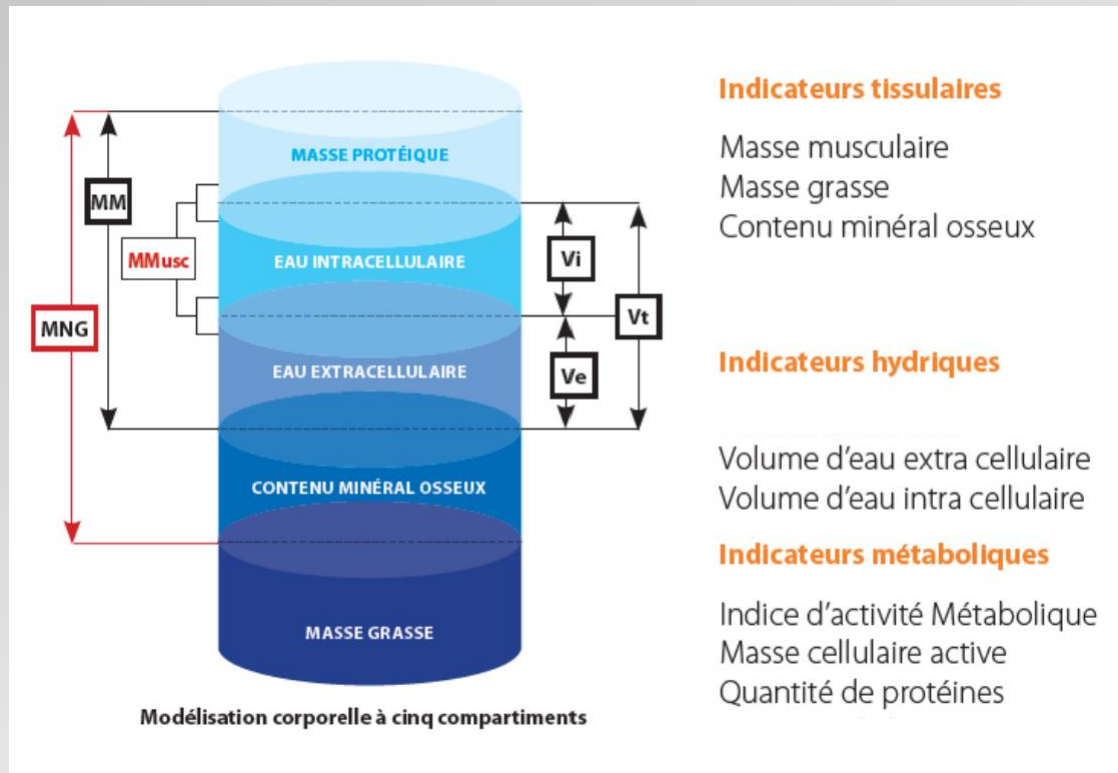 MASSE PROTÉIQUE
MM
MMusc
EAU INTRACELLULAIRE
Vi
MNG
Vt
EAU EXTRACELLULAIRE
Ve
CONTENU MINÉRAL OSSEUX
MASSE GRASSE
Modélisation corporelle à cinq compartiments
Indicateurs tissulaires
Masse musculaire
Masse grasse
Contenu minéral osseux
Indicateurs hydriques
Volume d'eau extra cellulaire
Volume d'eau intra cellulaire
Indicateurs métaboliques
Indice d'activité Métabolique
Masse cellulaire active
Quantité de protéines